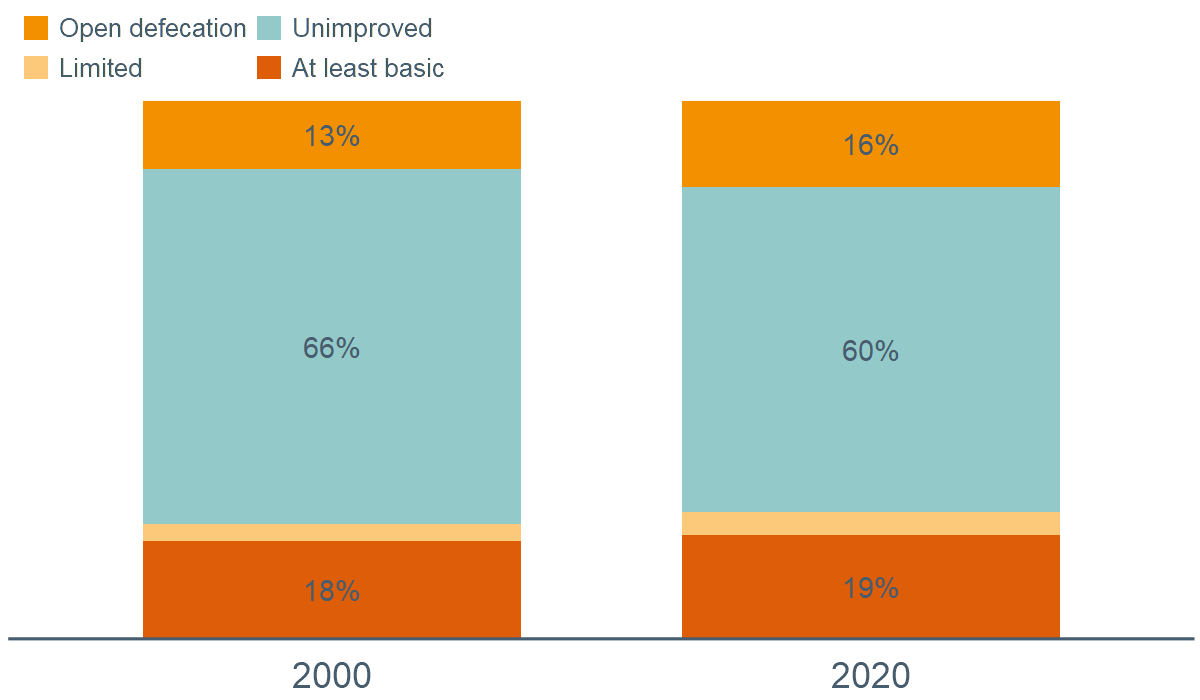 Open defecation Unimproved
Limited At least basic
13% 16%
66% 60%
18% 19%
2000 2020